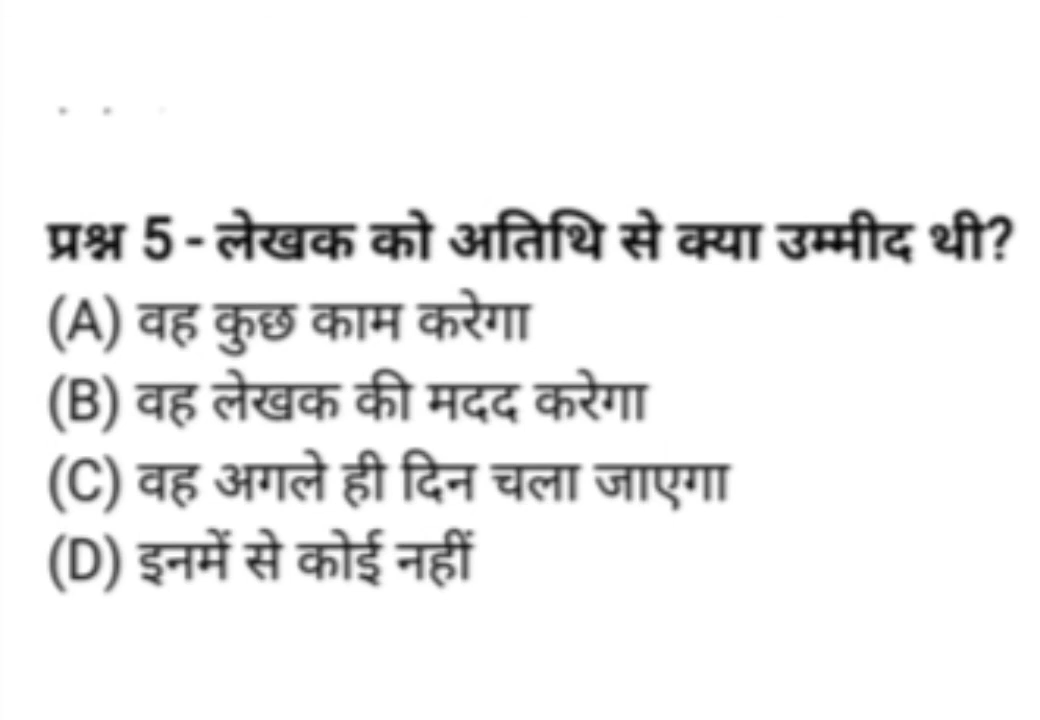 प्रश्न 5 - लेखक को अतिथि से क्या उम्मीद थी?
(A) वह कुछ काम करेगा
(B) वह लेखक की मदद करेगा
(C) वह अगले ही दिन चला जाएगा
(D) इनमें से कोई नहीं